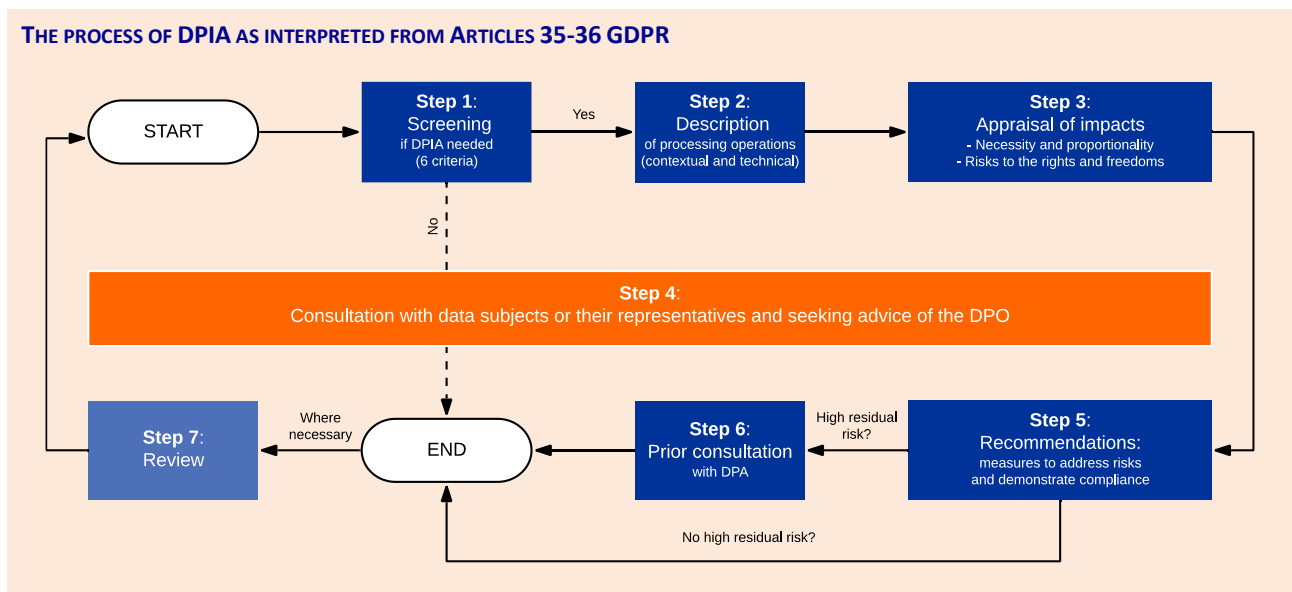 THE PROCESS OF DPIA AS INTERPRETED FROM ARTICLES 35-36 GDPR
START
Step 1:
Screening
if DPIA needed
(6 criteria)
Yes
Step 2:
Description
of processing operations
(contextual and technical)
Step 3:
Appraisal of impacts
- Necessity and proportionality
- Risks to the rights and freedoms
No
Step 4:
Consultation with data subjects or their representatives and seeking advice of the DPO
Step 7:
Review
Where
necessary
END
Step 6:
Prior consultation
with DPA
High residual
risk?
Step 5:
Recommendations:
measures to address risks
and demonstrate compliance
No high residual risk?